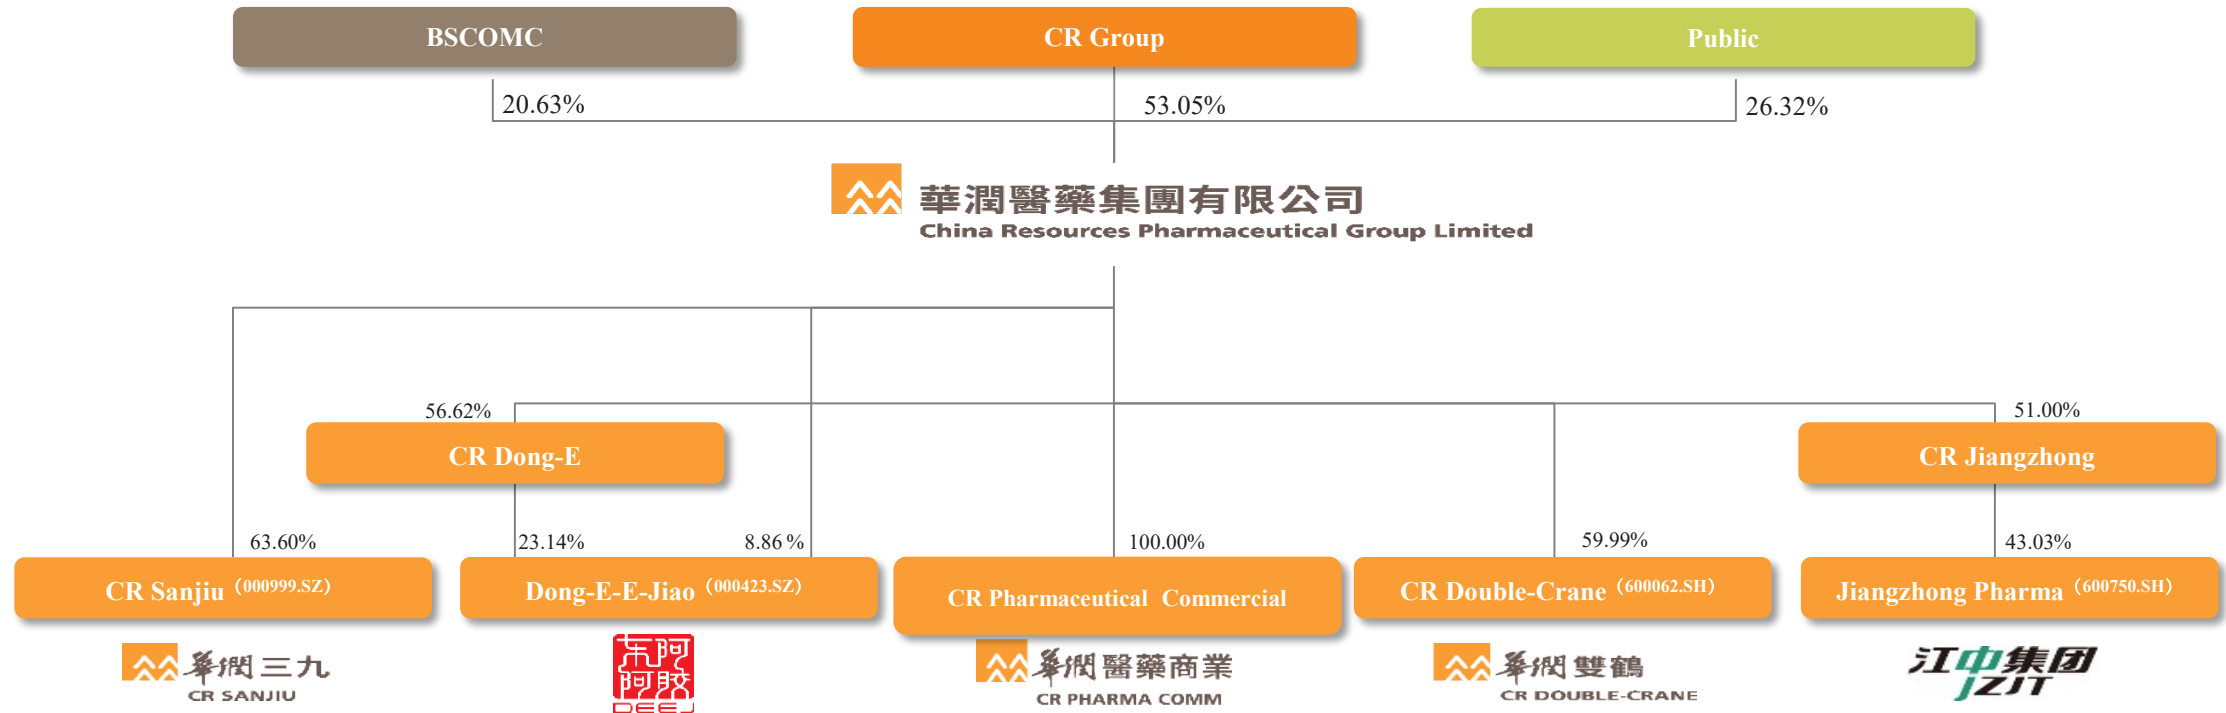 BSCOMC
CR Group
Public
20.63%
53.05%
26.32%
華潤醫藥集團有限公司
China Resources Pharmaceutical Group Limited
56.62%
51.00%
CR Dong-E
CR Jiangzhong
63.60%
23.14%
8.86 %
100.00%
59.99%
43.03%
CR Sanjiu (000999.SZ)
Dong-E-E-Jiao (000423.SZ)
CR Pharmaceutical Commercial
CR Double-Crane (600062.SH)
Jiangzhong Pharma (600750.SH)
華潤三九
CR SANJIU
东阿
阿胶
DEEJ
華潤醫藥商業
CR PHARMA COMM
華潤雙鶴
CR DOUBLE-CRANE
江中集团
JZJT